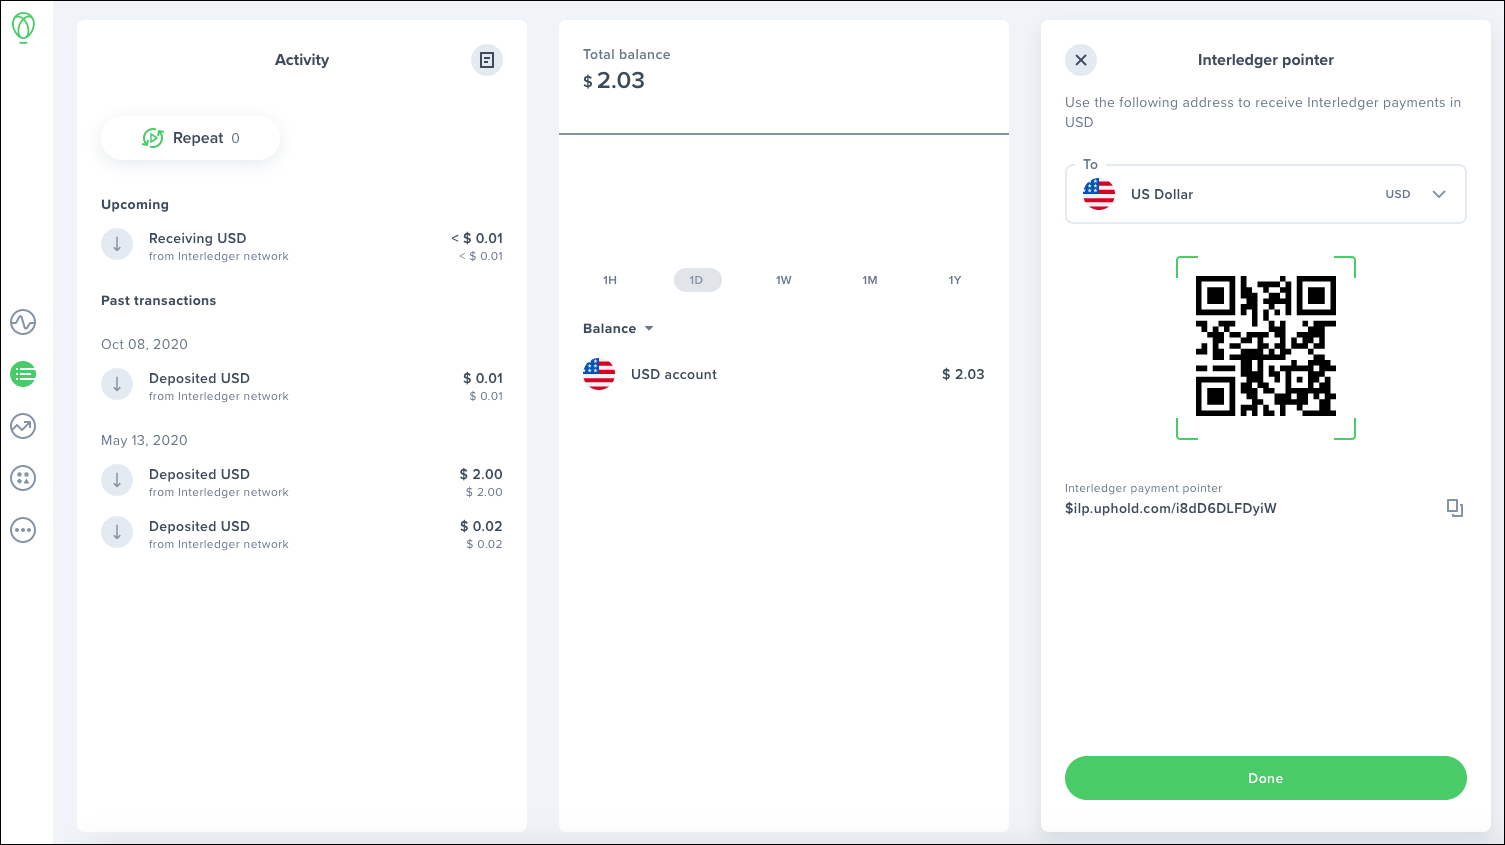 Activity
Repeat 0
Upcoming
Receiving USD < $ 0.01
from Interledger network < $ 0.01
Past transactions
Oct 08, 2020
Deposited USD $ 0.01
from Interledger network $ 0.01
May 13, 2020
Deposited USD $ 2.00
from Interledger network $ 2.00
Deposited USD $ 0.02
from Interledger network $ 0.02
Total balance
$ 2.03
1H 1D 1W 1M 1Y
Balance
USD account $ 2.03
Interledger pointer
Use the following address to receive Interledger payments in
USD
To
US Dollar USD
Interledger payment pointer
$ilp.uphold.com/i8dD6DLFDyiW
Done